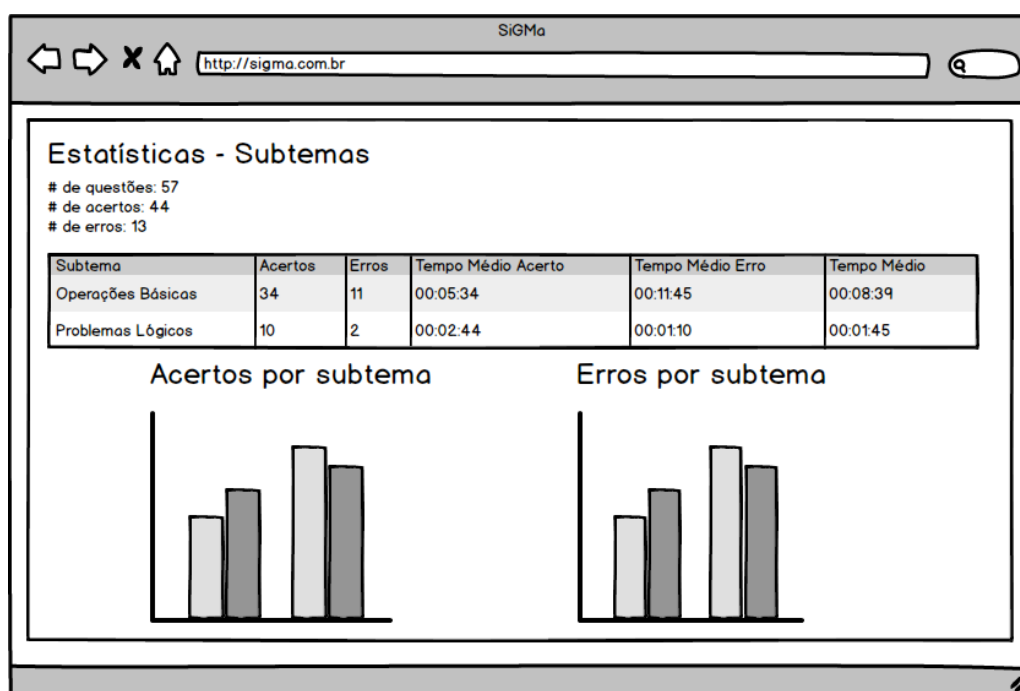 SiGMa
http://sigma.com.br
Estatísticas - Subtemas
# de questões: 57
# de acertos: 44
# de erros: 13
Subtema Acertos Erros Tempo Médio Acerto Tempo Médio Erro Tempo Médio
Operações Básicas 34 11 00:05:34 00:11:45 00:08:39
Problemas Lógicos 10 2 00:02:44 00:01:10 00:01:45
Acertos por subtema Erros por subtema